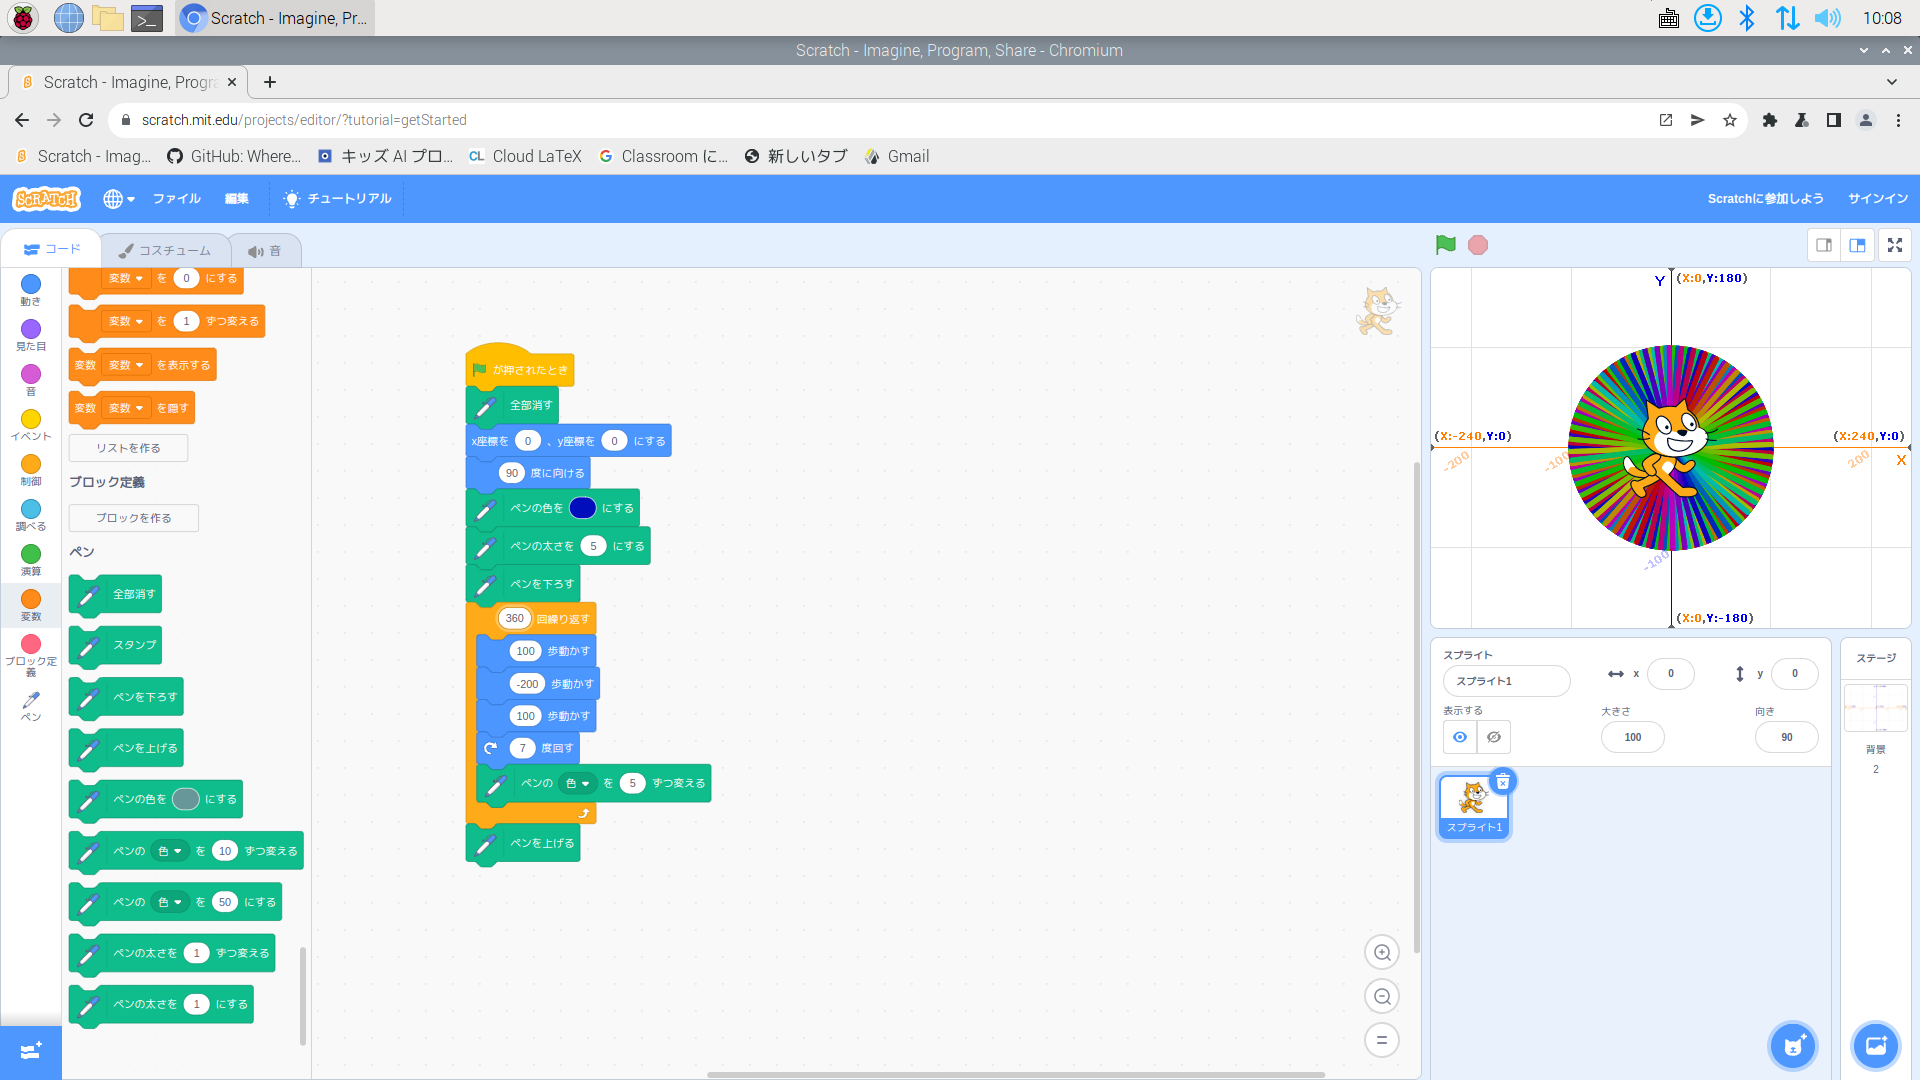 Scratch - Imagine, Pr...
10:08
Scratch - Imagine, Program, Share - Chromium
Scratch - Imagine, Progra
scratch.mit.edu/projects/editor/?tutorial=getStarted
Scratch - Imag...
GitHub: Where...
キッズ AI プロ...
CL Cloud LaTeX
Classroom に...
新しいタブ
Gmail
SCRATCH
ファイル
編集
チュートリアル
Scratchに参加しよう
サインイン
コード
コスチューム
音
動き
見た目
音
イベント
制御
調べる
演算
変数
ブロック定義
ペン
変数 を 0 にする
変数 を 1 ずつ変える
変数 変数 を表示する
変数 変数 を隠す
リストを作る
ブロック定義
ブロックを作る
ペン
全部消す
スタンプ
ペンを下ろす
ペンを上げる
ペンの色を にする
ペンの 色 を 10 ずつ変える
ペンの 色 を 50 にする
ペンの太さを 1 ずつ変える
ペンの太さを 1 にする
が押されたとき
全部消す
x座標を 0 、y座標を 0 にする
90 度に向ける
ペンの色を にする
ペンの太さを 5 にする
ペンを下ろす
360 回繰り返す
100 歩動かす
-200 歩動かす
100 歩動かす
7 度回す
ペンの 色 を 5 ずつ変える
ペンを上げる
Y (X:0,Y:180)
(X:-240,Y:0)
(X:240,Y:0)
-200
-100
200
X
-100
(X:0,Y:-180)
スプライト
スプライト1
x 0
y 0
表示する
大きさ
100
向き
90
スプライト1
ステージ
背景
2